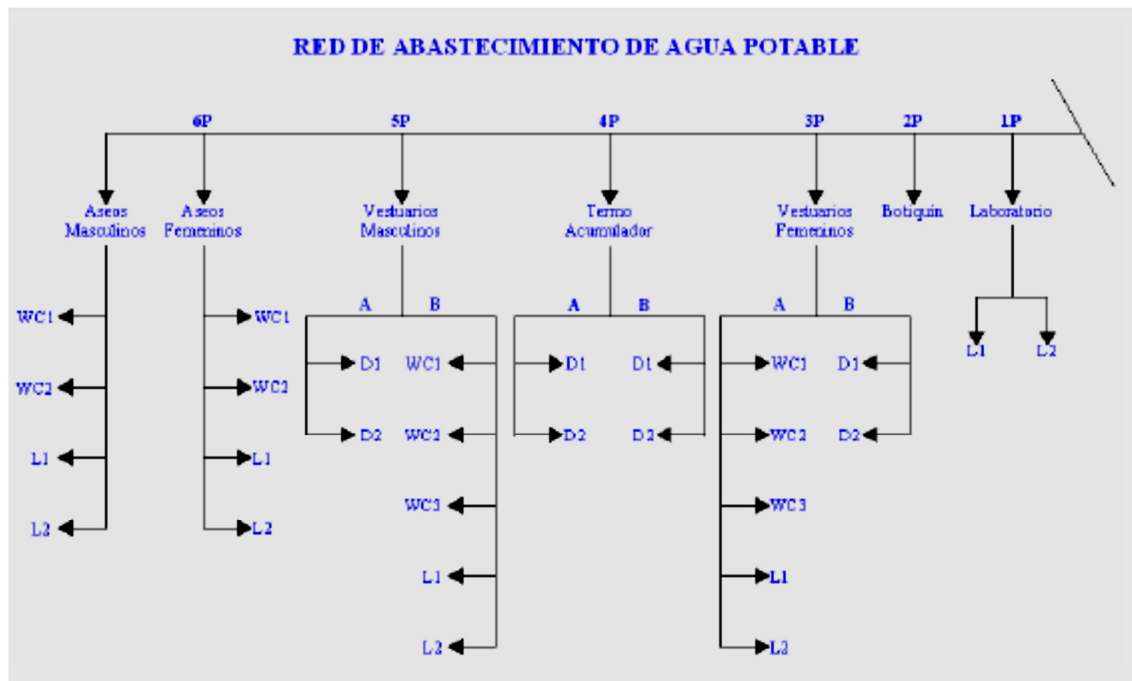 RED DE ABASTECIMIENTO DE AGUA POTABLE
6P 5P 4P 3P 2P 1P
Aseos Aseos Vestuarios Termo Vestuarios Botiquín Laboratorio
Masculinos Femeninos Masculinos Acumulador Femeninos
A B A B A B
WC1 WC1
D1 WC1 D1 D1 WC1 D1
L1 L2
WC2 WC2
D2 WC2 D2 D2 WC2 D2
L1 L1
WC3 WC3
L2 L2
L1 L1
L2 L2